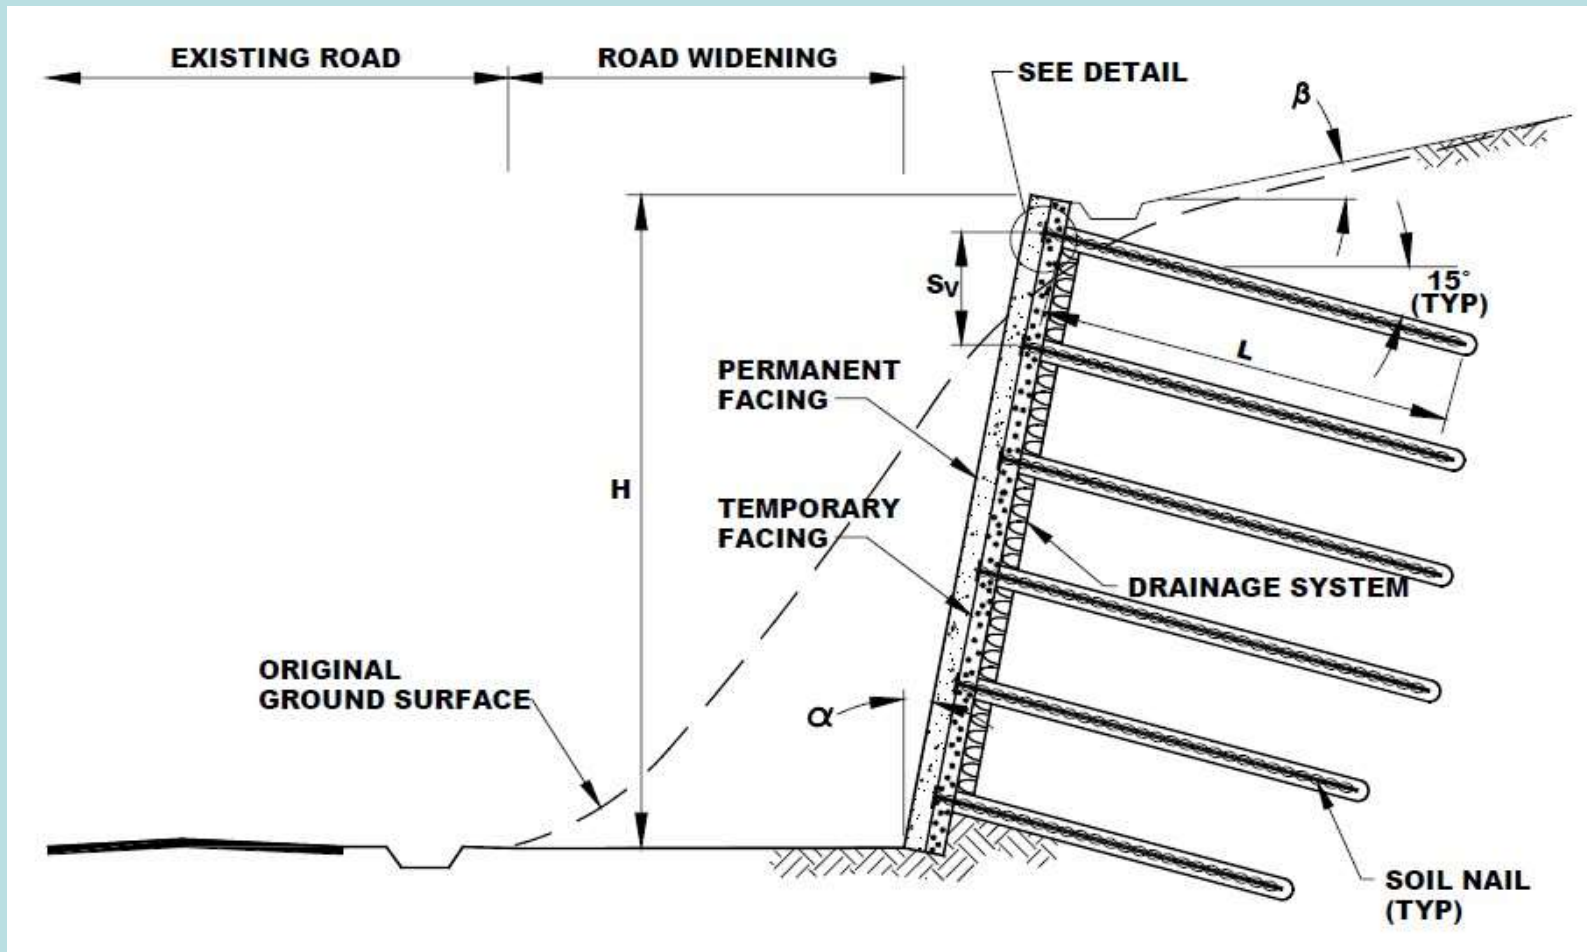 EXISTING ROAD
ROAD WIDENING
SEE DETAIL
β
SV
15°
(TYP)
L
PERMANENT
FACING
H
TEMPORARY
FACING
DRAINAGE SYSTEM
ORIGINAL
GROUND SURFACE
α
SOIL NAIL
(TYP)